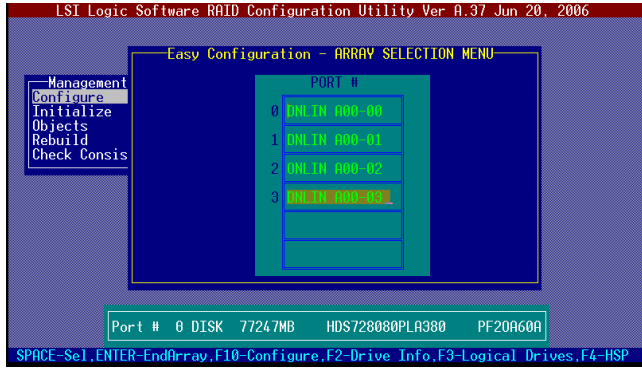 LSI Logic Software RAID Configuration Utility Ver A.37 Jun 20, 2006
Easy Configuration - ARRAY SELECTION MENU
Management
Configure
Initialize
Objects
Rebuild
Check Consis
PORT #
0 ONLIN A00-00
1 ONLIN A00-01
2 ONLIN A00-02
3 ONLIN A00-03
Port # 0 DISK 77247MB HDS728080PLA380 PF2OA60A
SPACE-Sel,ENTER-EndArray,F10-Configure,F2-Drive Info,F3-Logical Drives,F4-HSP